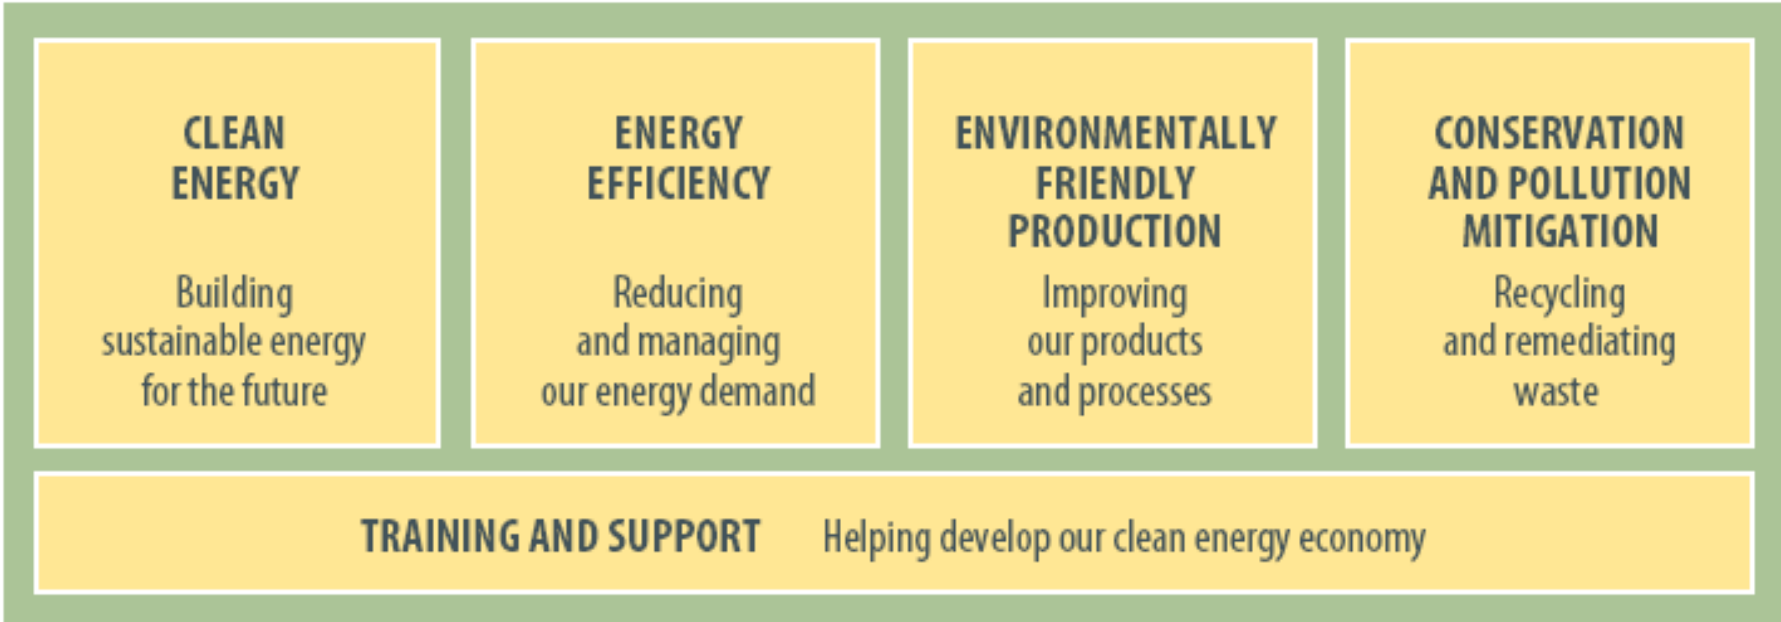 CLEAN
ENERGY
Building
sustainable energy
for the future
ENERGY
EFFICIENCY
Reducing
and managing
our energy demand
ENVIRONMENTALLY
FRIENDLY
PRODUCTION
Improving
our products
and processes
CONSERVATION
AND POLLUTION
MITIGATION
Recycling
and remediating
waste
TRAINING AND SUPPORT Helping develop our clean energy economy